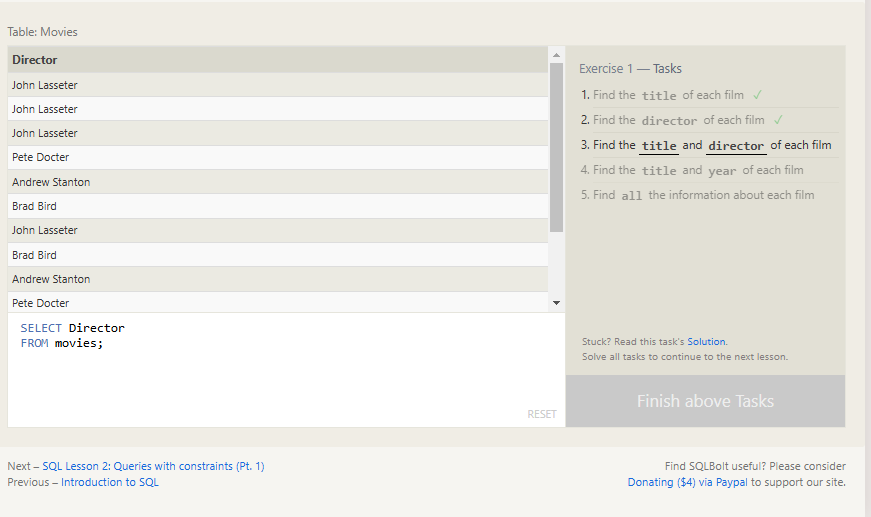 Table: Movies
Director
John Lasseter
John Lasseter
John Lasseter
Pete Docter
Andrew Stanton
Brad Bird
John Lasseter
Brad Bird
Andrew Stanton
Pete Docter
SELECT Director
FROM movies;
RESET
Exercise 1 — Tasks
1. Find the title of each film ✓
2. Find the director of each film ✓
3. Find the title and director of each film
4. Find the title and year of each film
5. Find all the information about each film
Stuck? Read this task's Solution.
Solve all tasks to continue to the next lesson.
Finish above Tasks
Next – SQL Lesson 2: Queries with constraints (Pt. 1)
Previous – Introduction to SQL
Find SQLBolt useful? Please consider
Donating ($4) via Paypal to support our site.